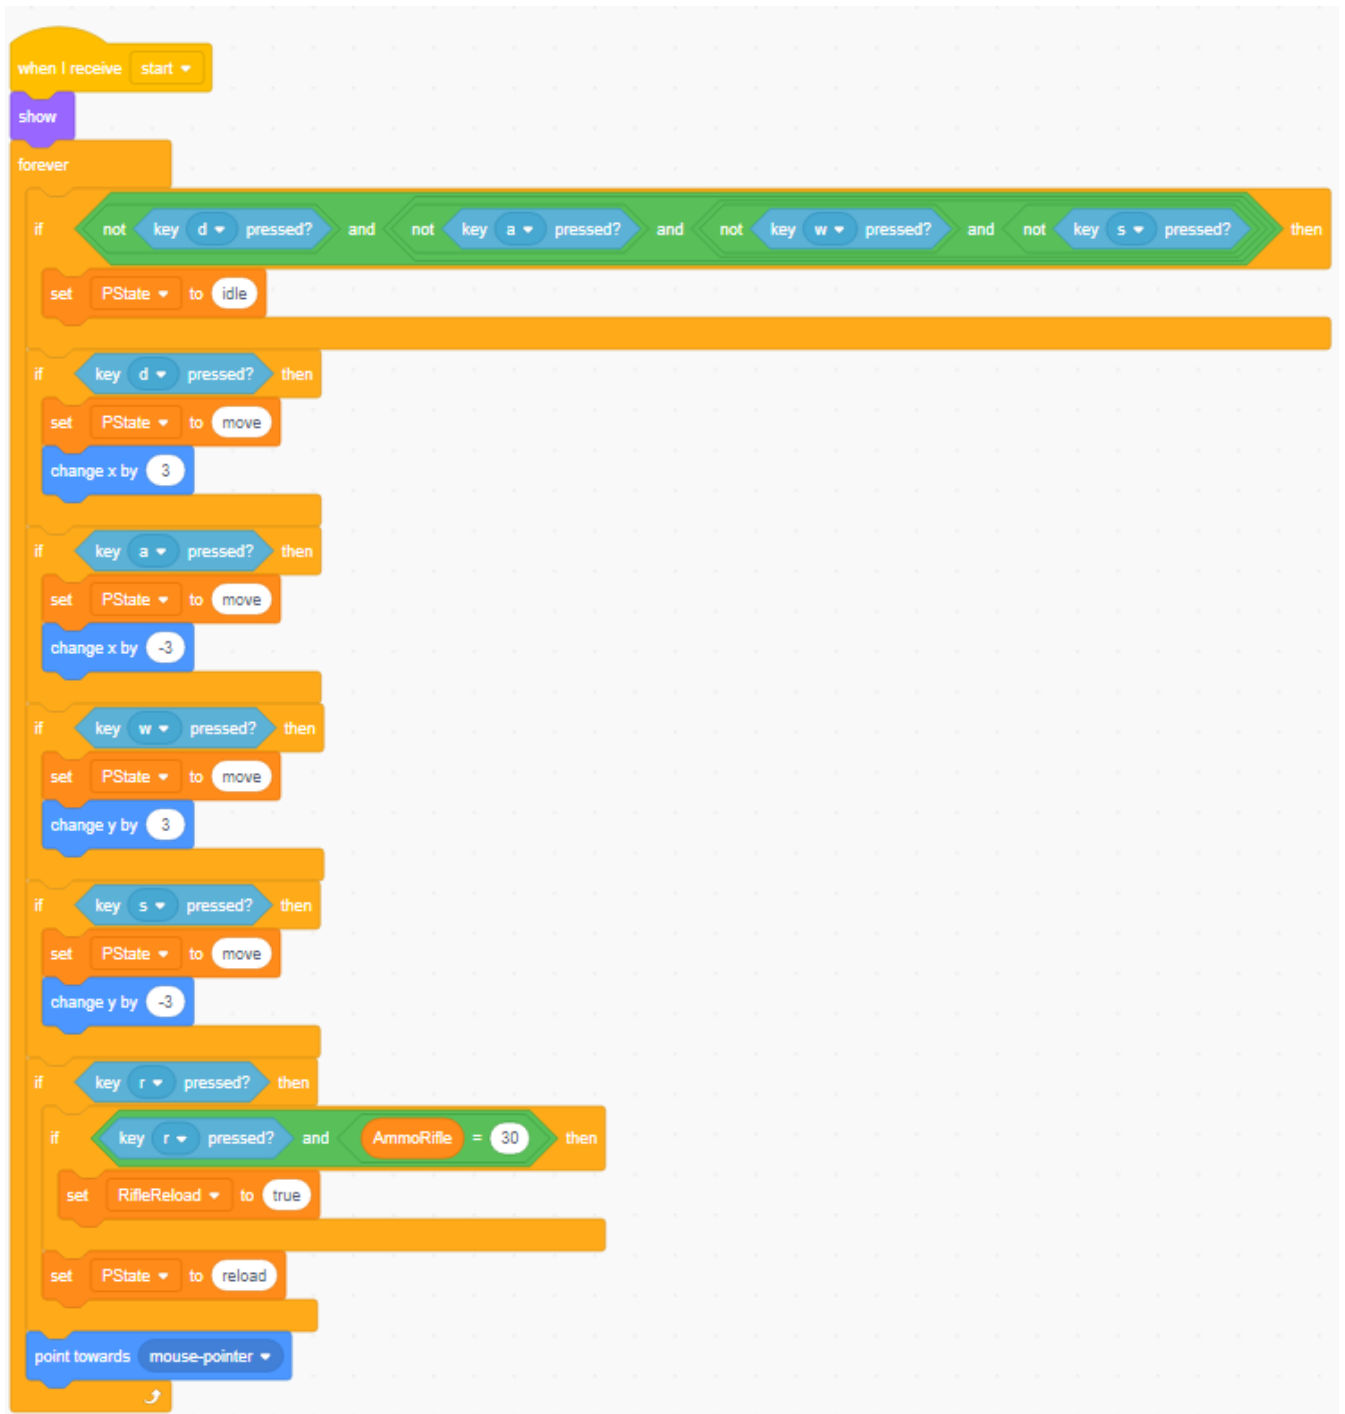 when I receive start
show
forever
if not key d pressed? and not key a pressed? and not key w pressed? and not key s pressed? then
set PState to idle
if key d pressed? then
set PState to move
change x by 3
if key a pressed? then
set PState to move
change x by -3
if key w pressed? then
set PState to move
change y by 3
if key s pressed? then
set PState to move
change y by -3
if key r pressed? then
if key r pressed? and AmmoRifle = 30 then
set RifleReload to true
set PState to reload
point towards mouse-pointer